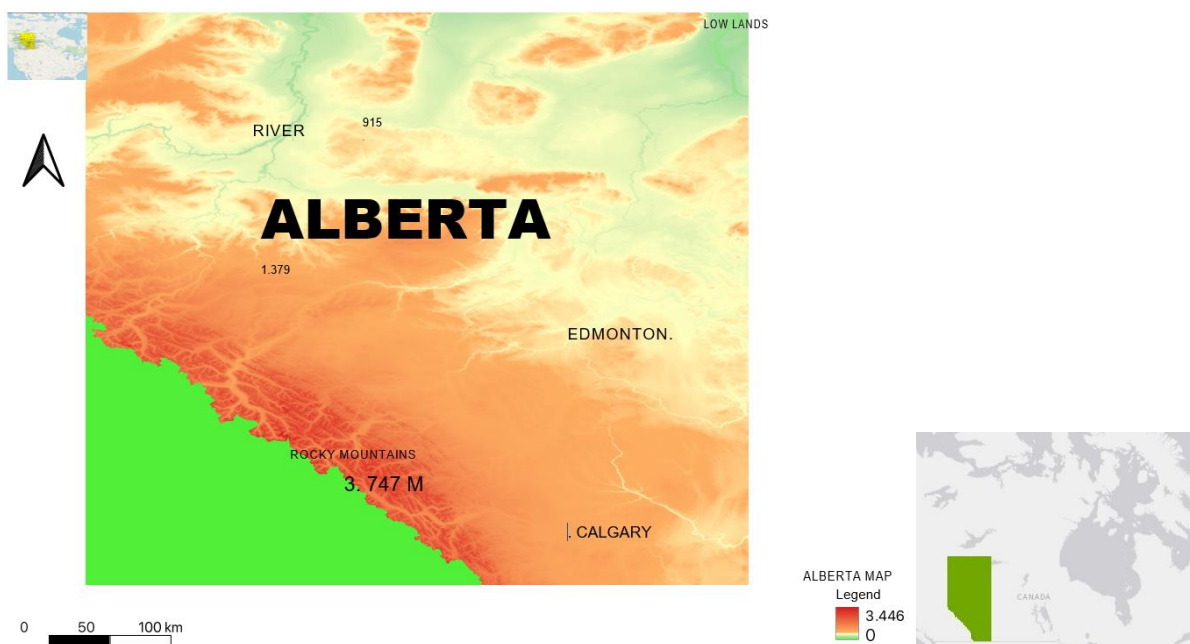 LOW LANDS
915
RIVER
ALBERTA
1.379
EDMONTON.
ROCKY MOUNTAINS
3. 747 M
. CALGARY
ALBERTA MAP
Legend
3.446
0
CANADA
0 50 100 km